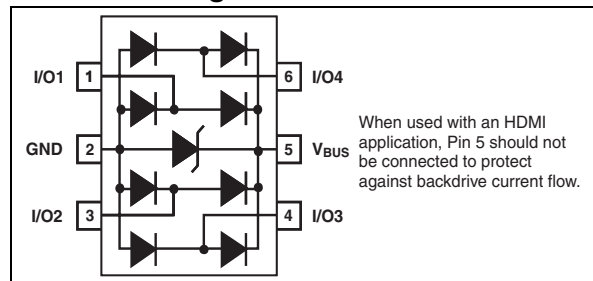 I/O1 1
6 I/O4
GND 2
5 VBUS
I/O2 3
4 I/O3
When used with an HDMI
application, Pin 5 should not
be connected to protect
against backdrive current flow.